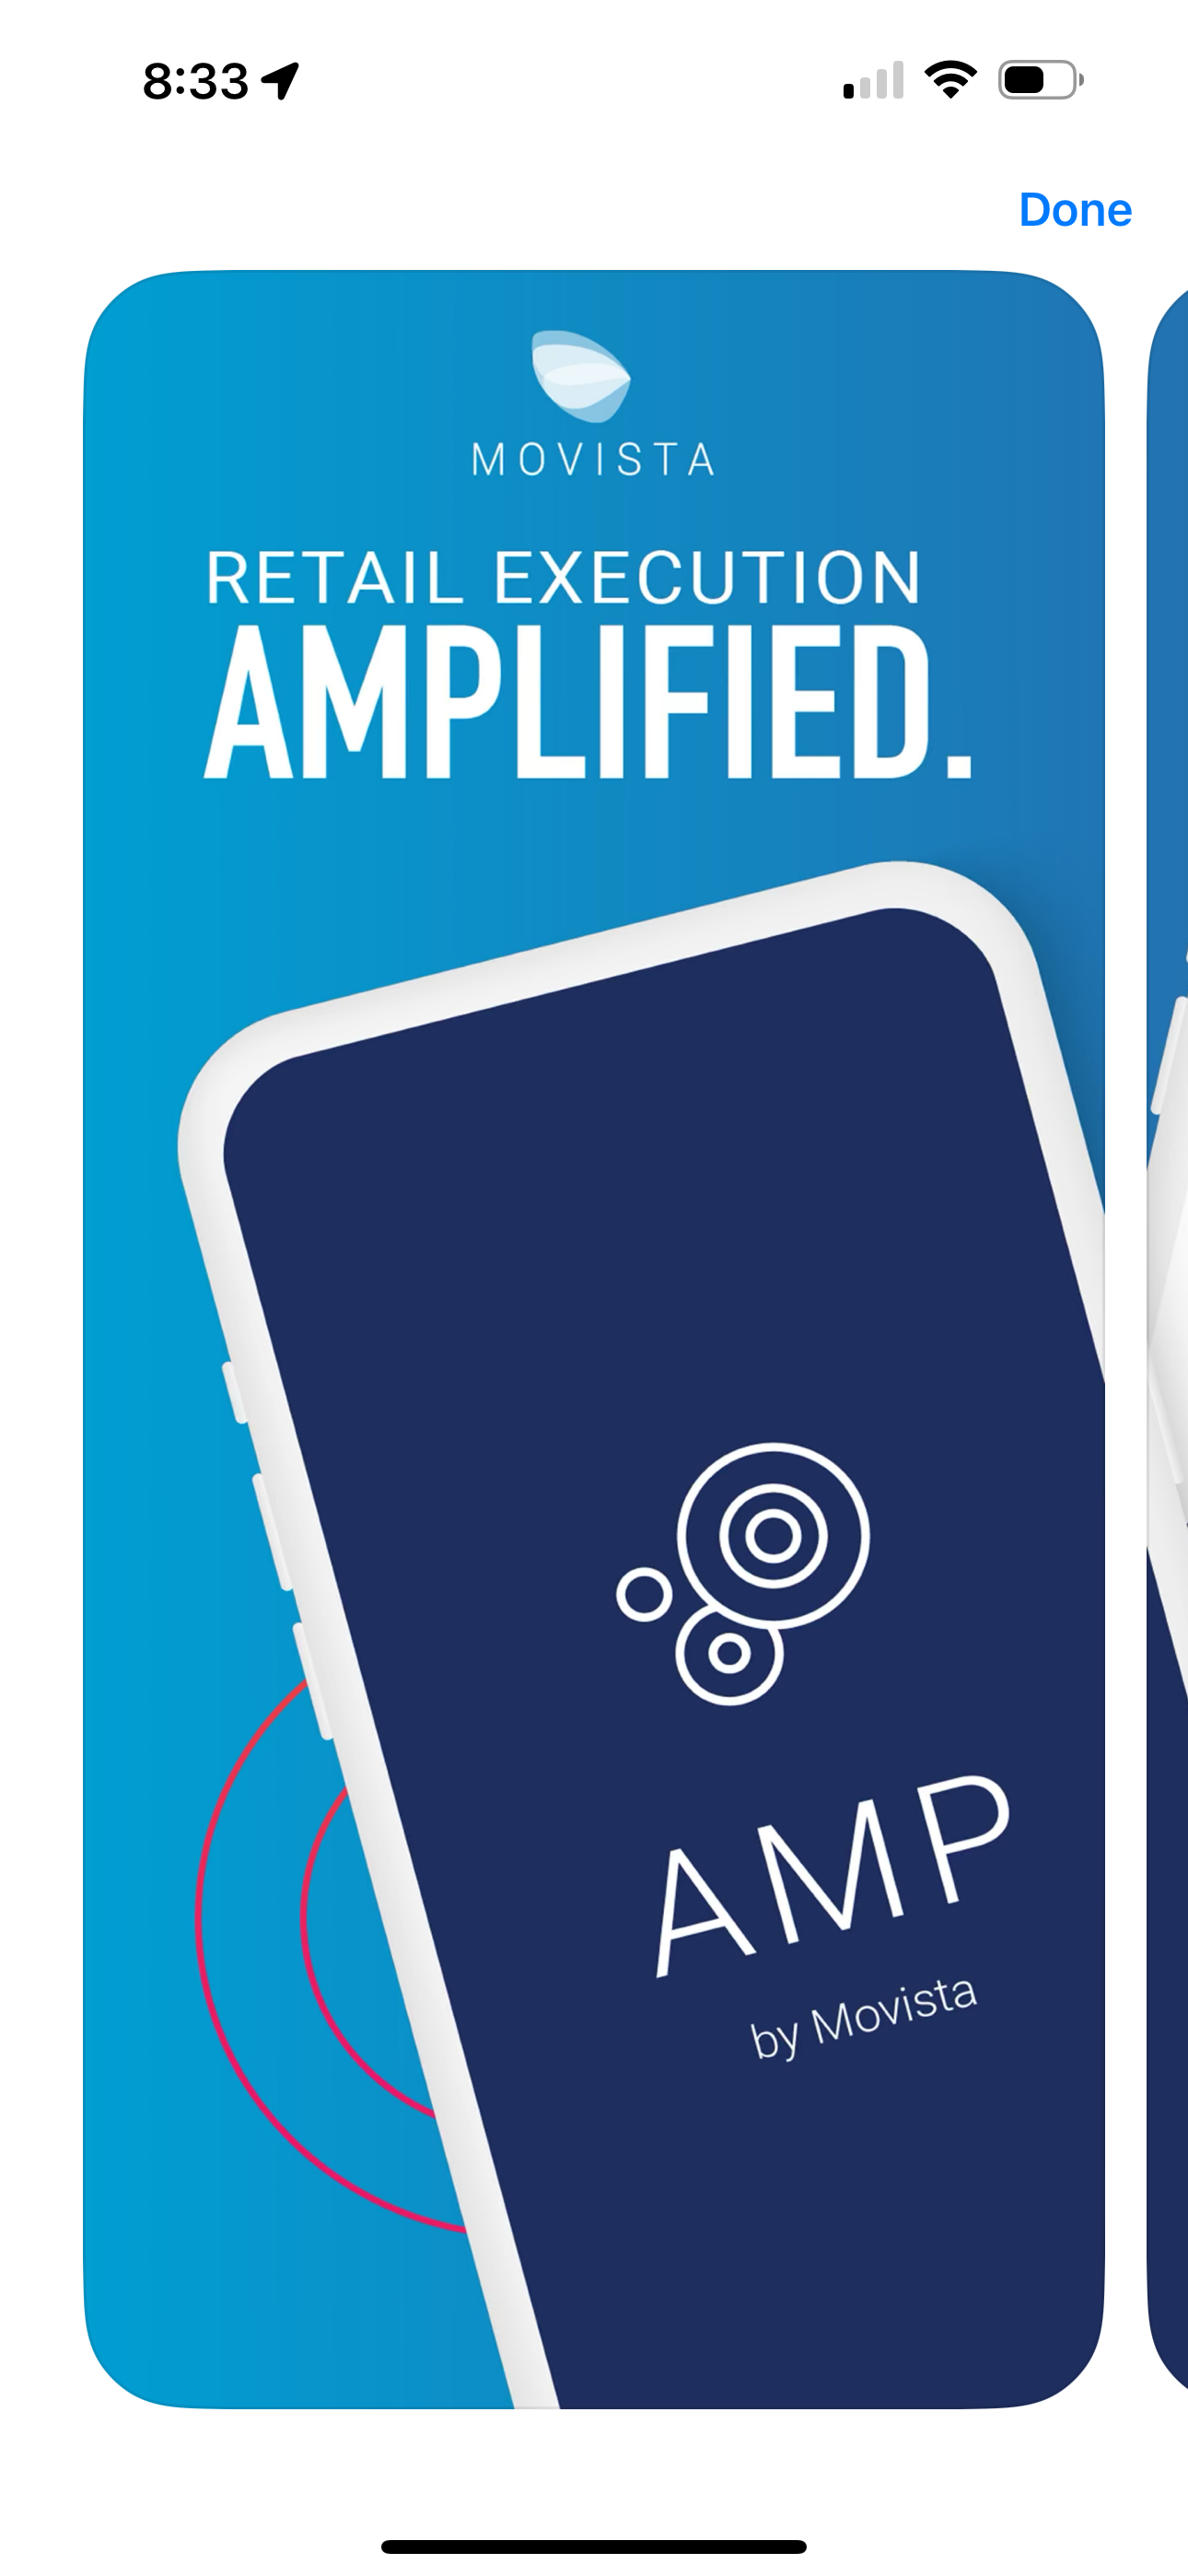 8:33
Done
MOVISTA
RETAIL EXECUTION
AMPLIFIED.
AMP
by Movista